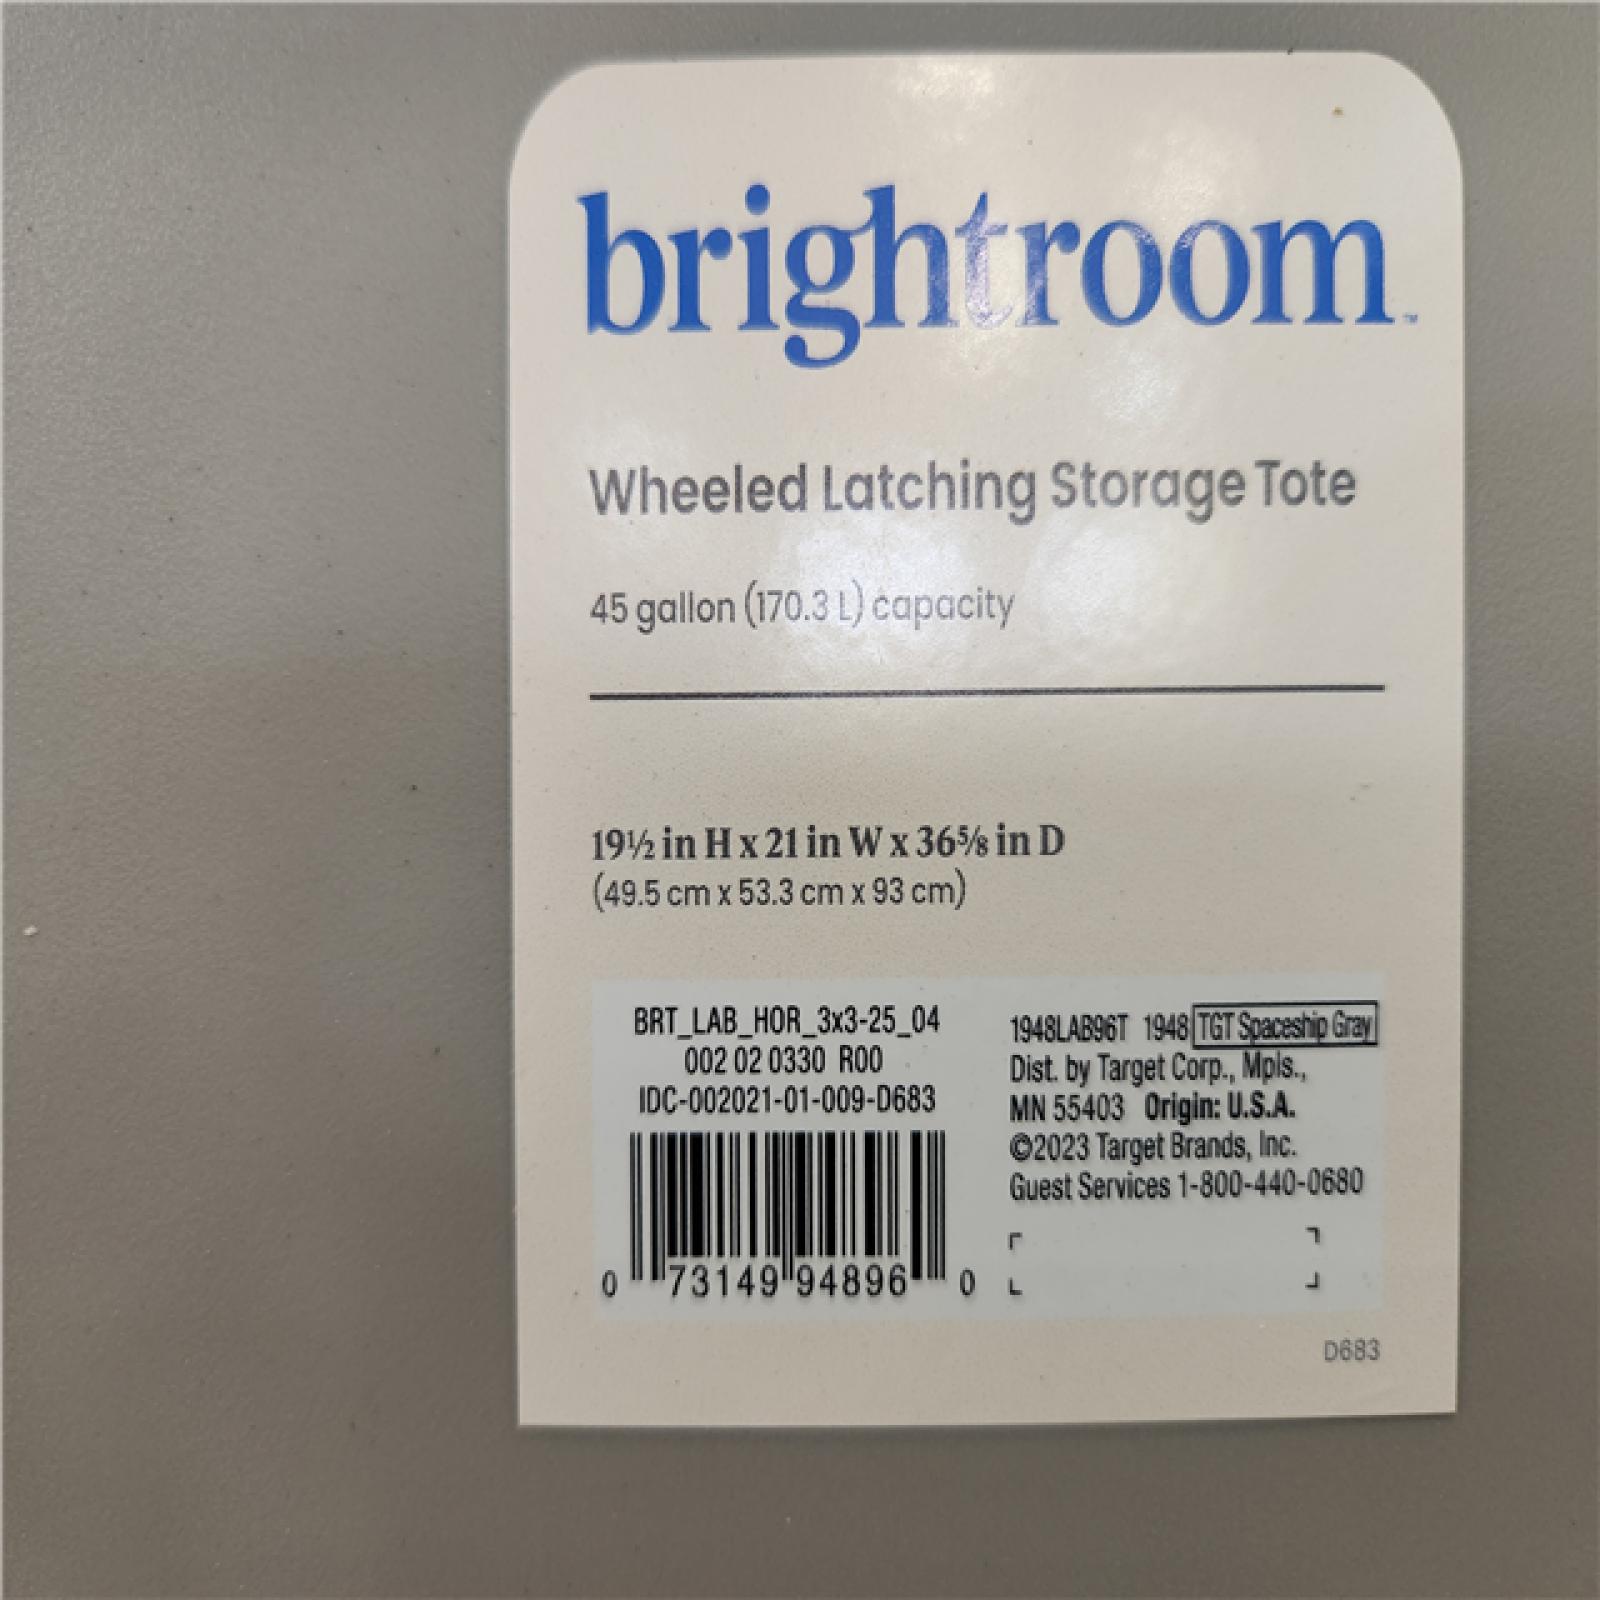 brightroom™
Wheeled Latching Storage Tote
45 gallon (170.3 L) capacity
19½ in H x 21 in W x 36⅝ in D
(49.5 cm x 53.3 cm x 93 cm)
BRT_LAB_HOR_3x3-25_04
002 02 0330 R00
IDC-002021-01-009-D683
0 73149 94896 0
1948LAB96T 1948 TGT Spaceship Gray
Dist. by Target Corp., Mpls.,
MN 55403 Origin: U.S.A.
©2023 Target Brands, Inc.
Guest Services 1-800-440-0680
D683